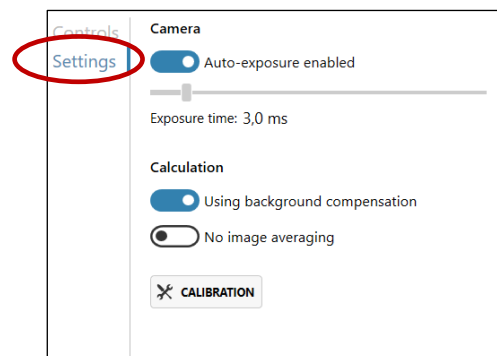 Controls
Settings
Camera
Auto-exposure enabled
Exposure time: 3,0 ms
Calculation
Using background compensation
No image averaging
CALIBRATION